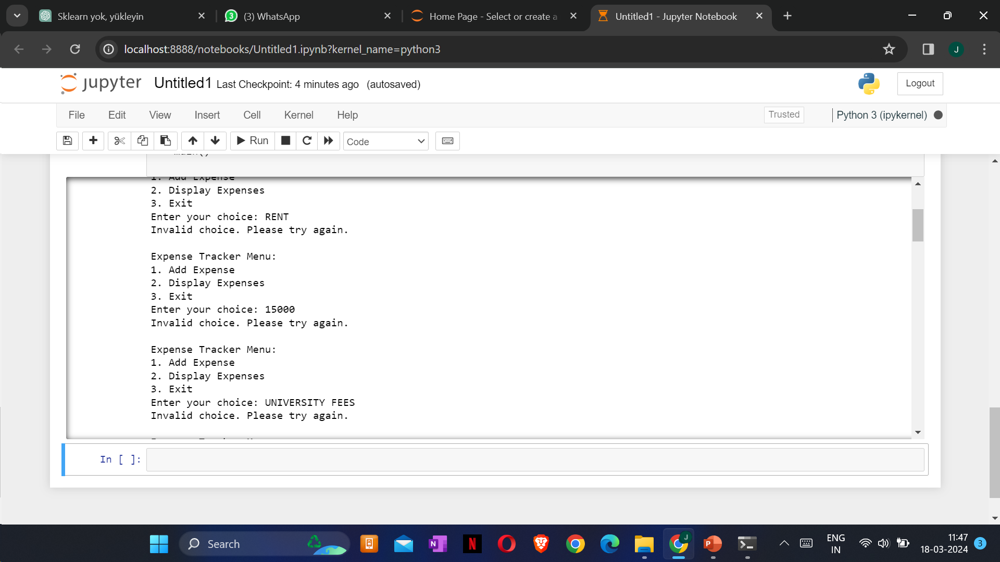 Sklearn yok, yükleyin
3 (3) WhatsApp
Home Page - Select or create a
Untitled1 - Jupyter Notebook
localhost:8888/notebooks/Untitled1.ipynb?kernel_name=python3
J
jupyter Untitled1 Last Checkpoint: 4 minutes ago (autosaved)
Logout
File Edit View Insert Cell Kernel Help
Trusted Python 3 (ipykernel)
Run
Code
main()
1. Add Expense
2. Display Expenses
3. Exit
Enter your choice: RENT
Invalid choice. Please try again.
Expense Tracker Menu:
1. Add Expense
2. Display Expenses
3. Exit
Enter your choice: 15000
Invalid choice. Please try again.
Expense Tracker Menu:
1. Add Expense
2. Display Expenses
3. Exit
Enter your choice: UNIVERSITY FEES
Invalid choice. Please try again.
In [ ]:
Search
N
N
J
P
ENG
IN
11:47
18-03-2024
3